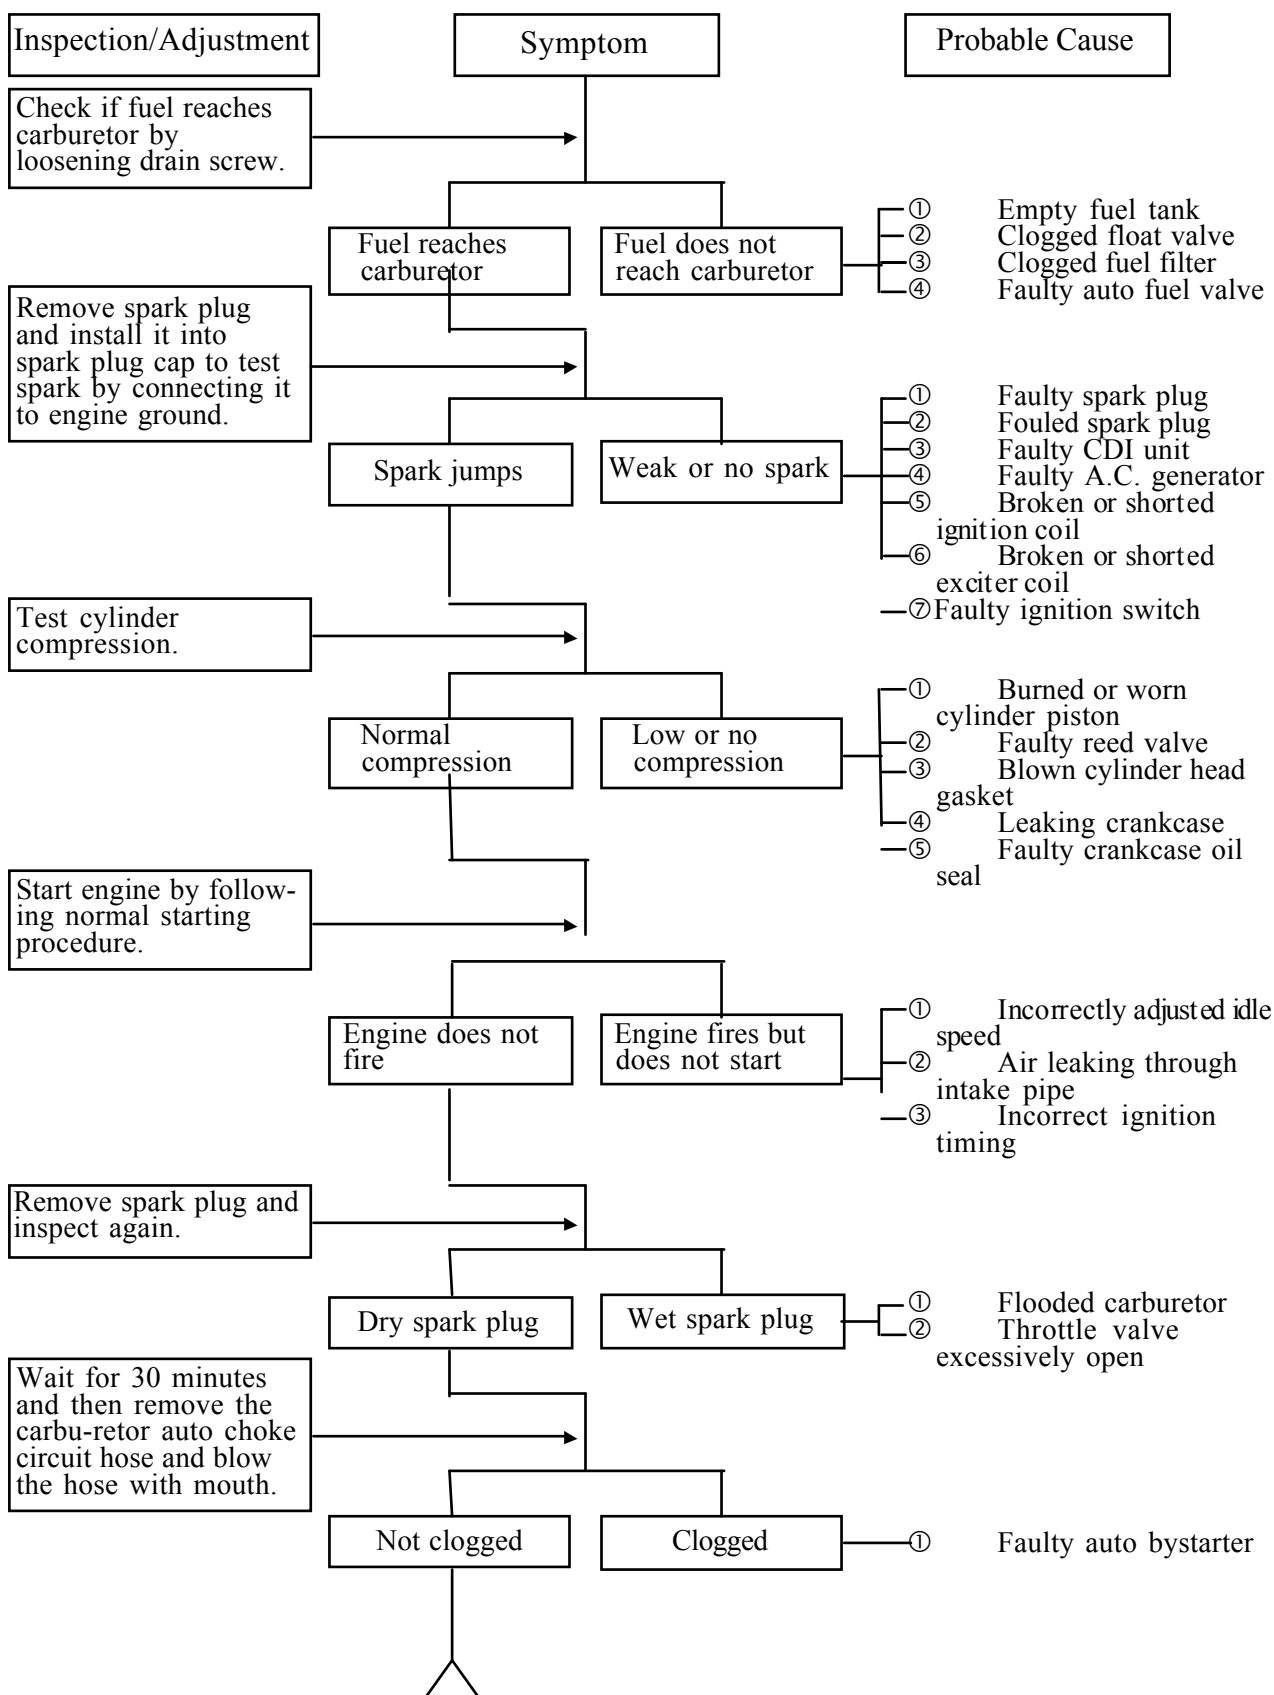 Inspection/Adjustment
Symptom
Probable Cause
Check if fuel reaches
carburetor by
loosening drain screw.
Fuel reaches
carburetor
Fuel does not
reach carburetor
① Empty fuel tank
② Clogged float valve
③ Clogged fuel filter
④ Faulty auto fuel valve
Remove spark plug
and install it into
spark plug cap to test
spark by connecting it
to engine ground.
Spark jumps
Weak or no spark
① Faulty spark plug
② Fouled spark plug
③ Faulty CDI unit
④ Faulty A.C. generator
⑤ Broken or shorted
ignition coil
⑥ Broken or shorted
exciter coil
⑦Faulty ignition switch
Test cylinder
compression.
Normal
compression
Low or no
compression
① Burned or worn
cylinder piston
② Faulty reed valve
③ Blown cylinder head
gasket
④ Leaking crankcase
⑤ Faulty crankcase oil
seal
Start engine by follow-
ing normal starting
procedure.
Engine does not
fire
Engine fires but
does not start
① Incorrectly adjusted idle
speed
② Air leaking through
intake pipe
③ Incorrect ignition
timing
Remove spark plug and
inspect again.
Dry spark plug
Wet spark plug
① Flooded carburetor
② Throttle valve
excessively open
Wait for 30 minutes
and then remove the
carbu-retor auto choke
circuit hose and blow
the hose with mouth.
Not clogged
Clogged
① Faulty auto bystarter